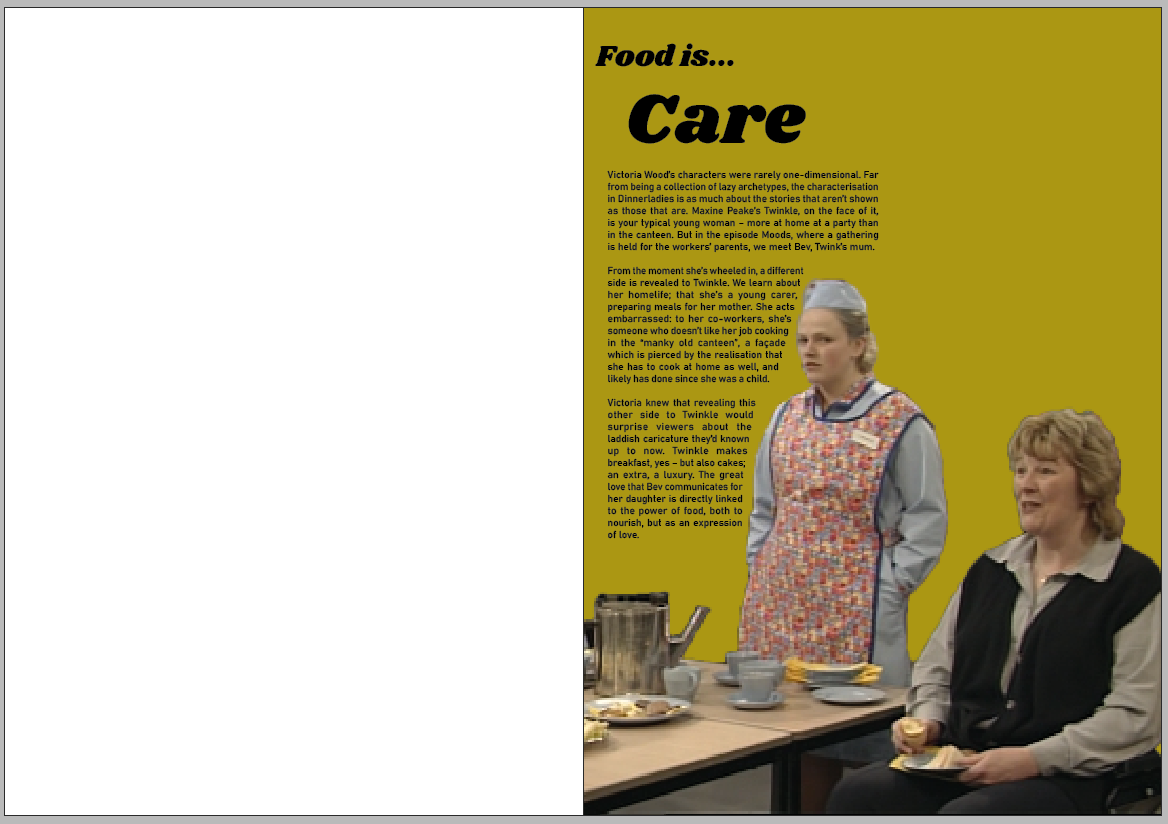 Food is...
Care
Victoria Wood's characters were rarely one-dimensional. Far
from being a collection of lazy archetypes, the characterisation
in Dinnerladies is as much about the stories that aren't shown
as those that are. Maxine Peake's Twinkle, on the face of it,
is your typical young woman – more at home at a party than
in the canteen. But in the episode Moods, where a gathering
is held for the workers' parents, we meet Bev, Twink's mum.
From the moment she's wheeled in, a different
side is revealed to Twinkle. We learn about
her homelife; that she's a young carer,
preparing meals for her mother. She acts
embarrassed: to her co-workers, she's
someone who doesn't like her job cooking
in the "manky old canteen", a façade
which is pierced by the realisation that
she has to cook at home as well, and
likely has done since she was a child.
Victoria knew that revealing this
other side to Twinkle would
surprise viewers about the
laddish caricature they'd known
up to now. Twinkle makes
breakfast, yes – but also cakes;
an extra, a luxury. The great
love that Bev communicates for
her daughter is directly linked
to the power of food, both to
nourish, but as an expression
of love.